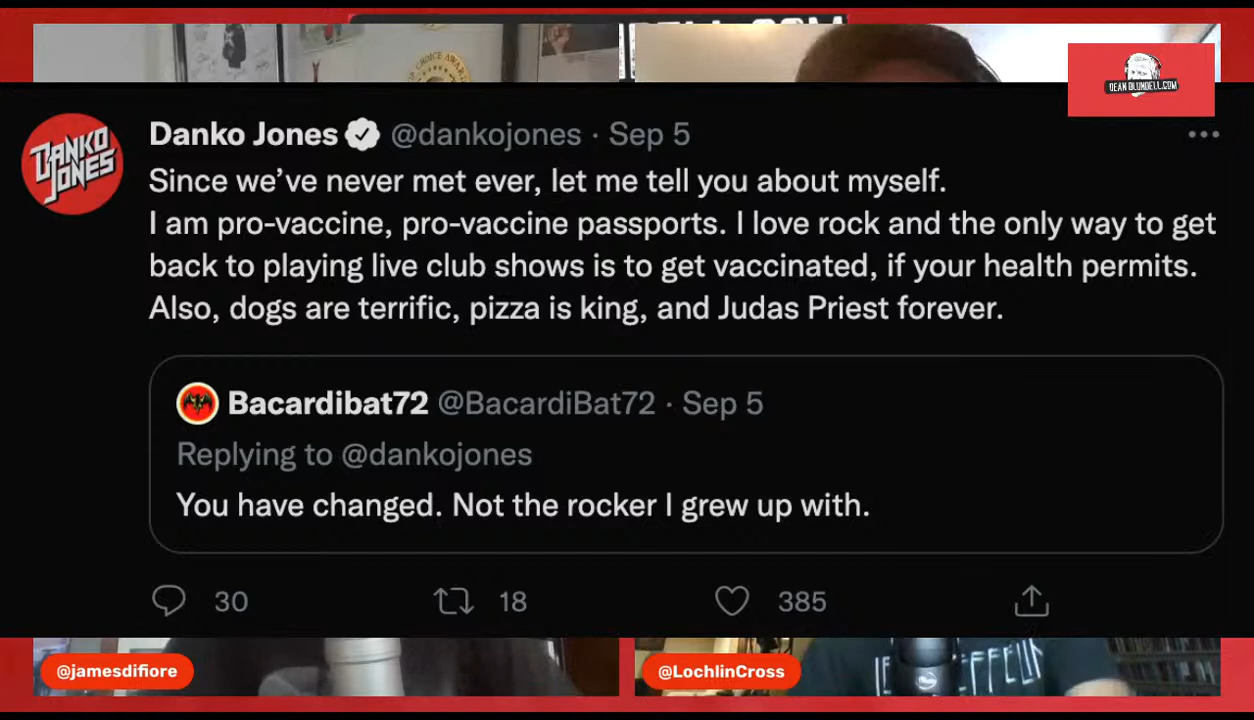 DEAN BLUNDELL.COM
DANKO JONES
Danko Jones @dankojones · Sep 5
Since we've never met ever, let me tell you about myself.
I am pro-vaccine, pro-vaccine passports. I love rock and the only way to get
back to playing live club shows is to get vaccinated, if your health permits.
Also, dogs are terrific, pizza is king, and Judas Priest forever.
Bacardibat72 @BacardiBat72 · Sep 5
Replying to @dankojones
You have changed. Not the rocker I grew up with.
30 18 385
@jamesdifiore
@LochlinCross